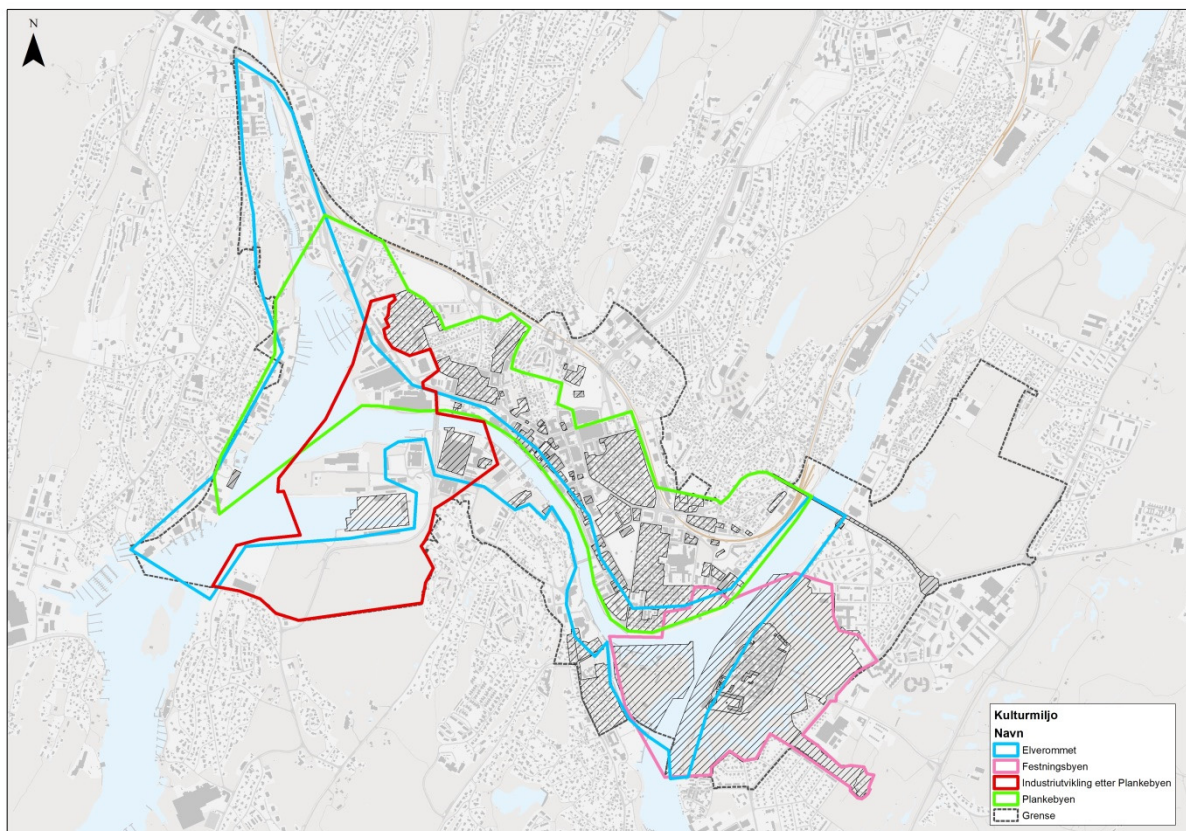 N
Kulturmiljo
Navn
Elverommet
Festningsbyen
Industriutvikling etter Plankebyen
Plankebyen
Grense